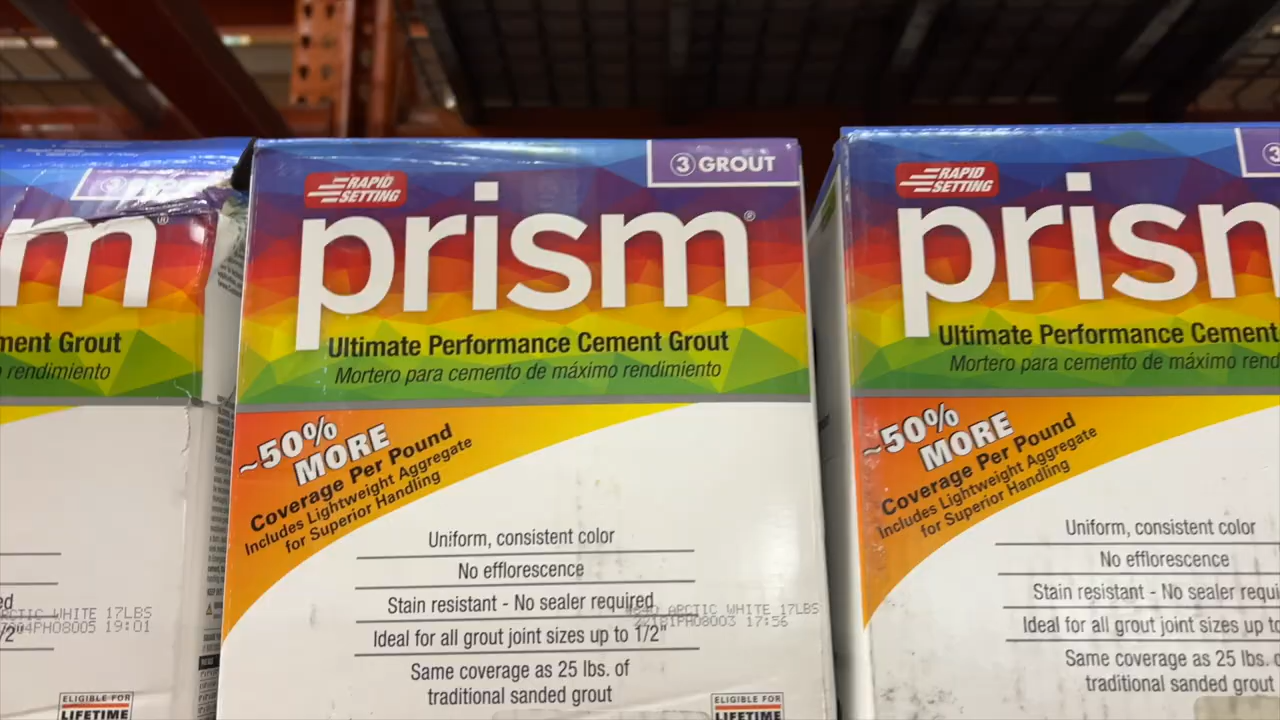 m®
ment Grout
rendimiento
ARCTIC WHITE 17LBS
19:01
ELIGIBLE FOR
LIFETIME
RAPID
SETTING
3 GROUT
prism®
Ultimate Performance Cement Grout
Mortero para cemento de máximo rendimiento
~50%
MORE
Coverage Per Pound
Includes Lightweight Aggregate
for Superior Handling
Uniform, consistent color
No efflorescence
Stain resistant - No sealer required
ARCTIC WHITE 17LBS
17:56
Ideal for all grout joint sizes up to 1/2"
Same coverage as 25 lbs. of
traditional sanded grout
ELIGIBLE FOR
LIFETIME
RAPID
SETTING
3
prism
Ultimate Performance Cement
Mortero para cemento de máximo rend
~50%
MORE
Coverage Per Pound
Includes Lightweight Aggregate
for Superior Handling
Uniform, consistent color
No efflorescence
Stain resistant - No sealer requi
Ideal for all grout joint sizes up to
Same coverage as 25 lbs.
traditional sanded grout